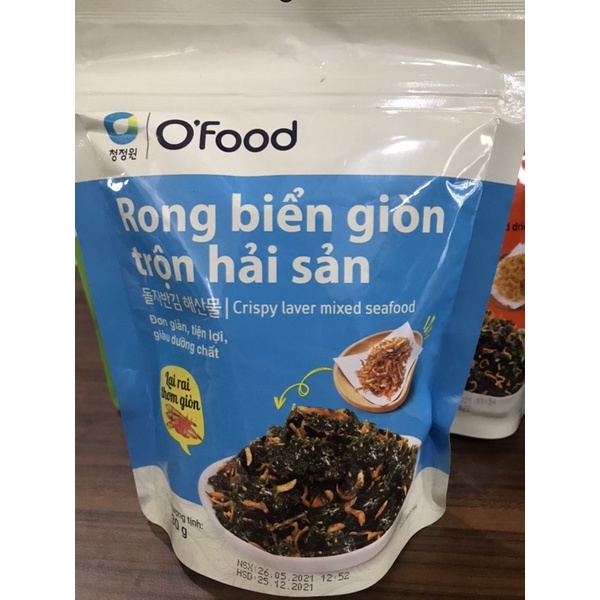 청정원
O'Food
Rong biển giòn
trộn hải sản
돌자반김 해산물 | Crispy laver mixed seafood
Đơn giản, tiện lợi,
giàu dưỡng chất
Lai rai
thơm giòn
tịnh:
g
NSX:26.05.2021 12:52
HSD:25.12.2021